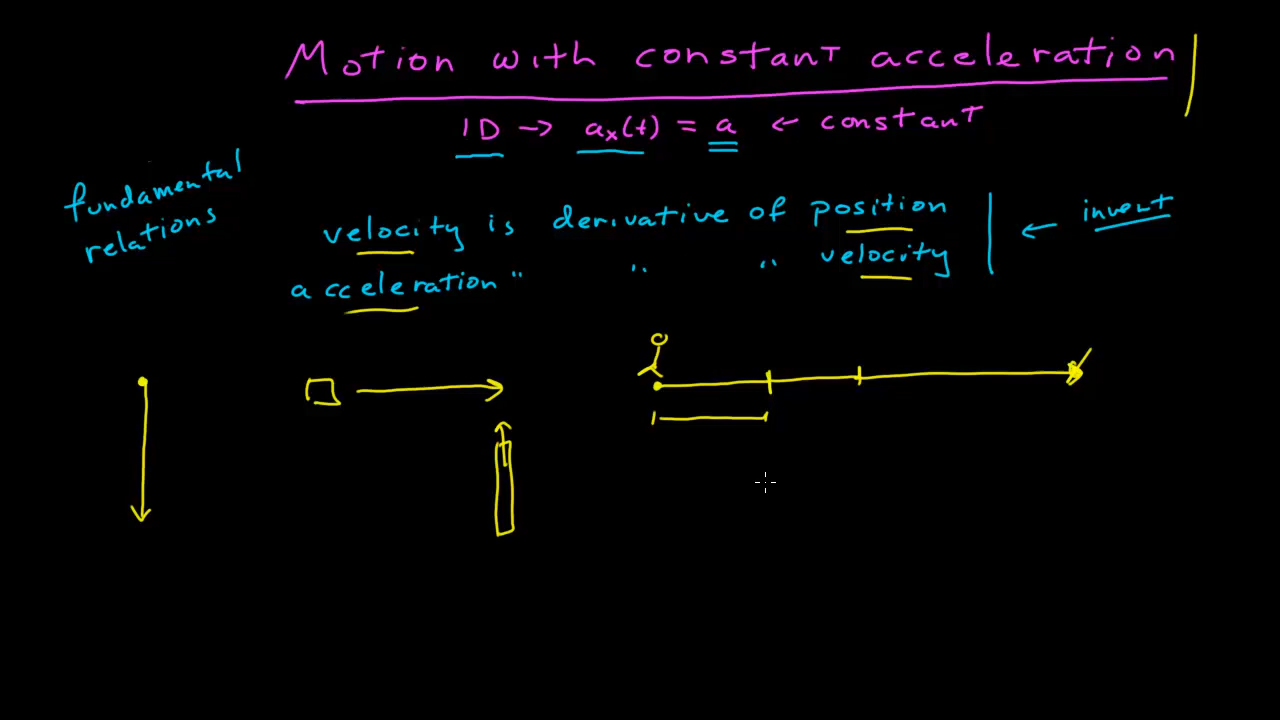 Motion with constant acceleration
1D → aₓ(t) = a ← constant
fundamental
relations
velocity is derivative of position
acceleration " " " velocity
← invert